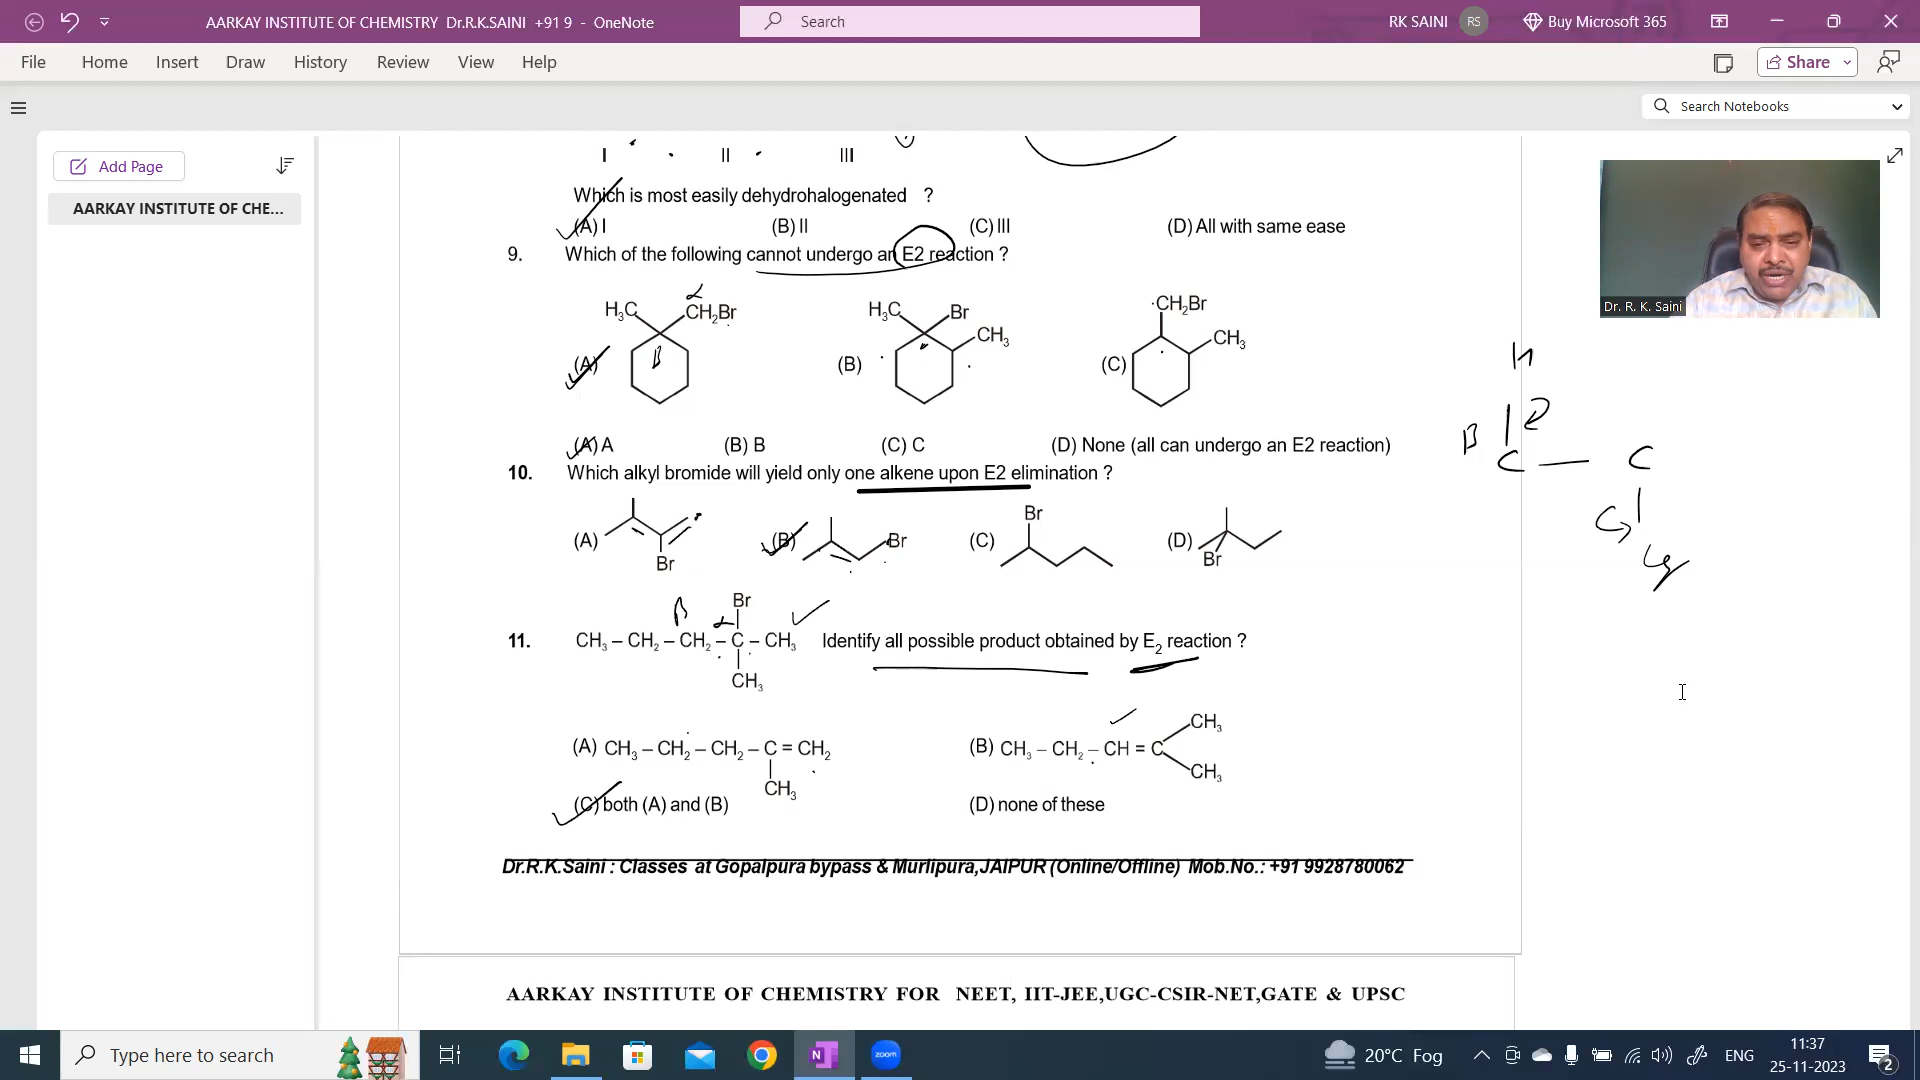 AARKAY INSTITUTE OF CHEMISTRY Dr.R.K.SAINI +91 9 - OneNote
Search
RK SAINI RS Buy Microsoft 365
File Home Insert Draw History Review View Help
Share
Search Notebooks
Add Page
AARKAY INSTITUTE OF CHE...
I II III
Which is most easily dehydrohalogenated ?
(A) I (B) II (C) III (D) All with same ease
9. Which of the following cannot undergo an E2 reaction ?
α
(A) H₃C CH₂Br β
(B) H₃C Br CH₃
(C) CH₂Br CH₃
(A) A (B) B (C) C (D) None (all can undergo an E2 reaction)
10. Which alkyl bromide will yield only one alkene upon E2 elimination ?
(A) Br (B) Br (C) Br (D) Br
Br
β α
11. CH₃ – CH₂ – CH₂ – C – CH₃ Identify all possible product obtained by E₂ reaction ?
CH₃
(A) CH₃ – CH₂ – CH₂ – C = CH₂
CH₃
(B) CH₃ – CH₂ – CH = C CH₃ CH₃
(C) both (A) and (B) (D) none of these
Dr.R.K.Saini : Classes at Gopalpura bypass & Murlipura,JAIPUR (Online/Offline) Mob.No.: +91 9928780062
AARKAY INSTITUTE OF CHEMISTRY FOR NEET, IIT-JEE,UGC-CSIR-NET,GATE & UPSC
Dr. R. K. Saini
H
β C — C
Type here to search
zoom
20°C Fog
ENG
11:37
25-11-2023
2